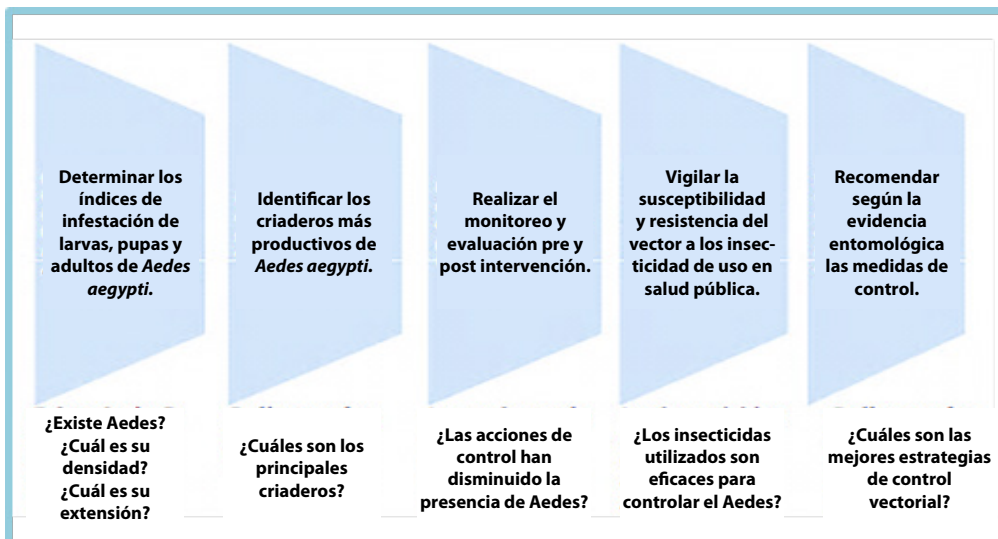 Determinar los
índices de
infestación de
larvas, pupas y
adultos de Aedes
aegypti.
Identificar los
criaderos más
productivos de
Aedes aegypti.
Realizar el
monitoreo y
evaluación pre y
post intervención.
Vigilar la
susceptibilidad
y resistencia del
vector a los insec-
ticidad de uso en
salud pública.
Recomendar
según la
evidencia
entomológica
las medidas de
control.
¿Existe Aedes?
¿Cuál es su
densidad?
¿Cuál es su
extensión?
¿Cuáles son los
principales
criaderos?
¿Las acciones de
control han
disminuido la
presencia de Aedes?
¿Los insecticidas
utilizados son
eficaces para
controlar el Aedes?
¿Cuáles son las
mejores estrategias
de control
vectorial?